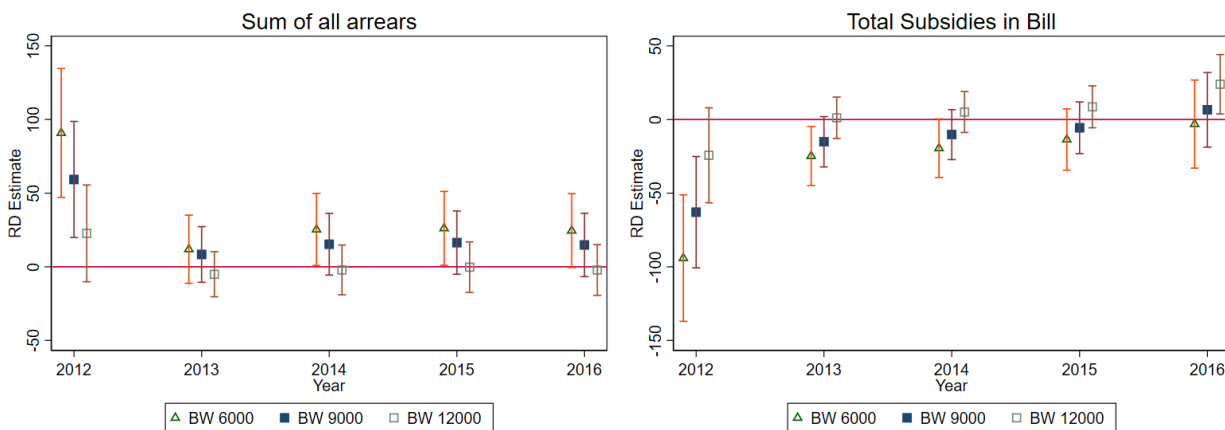 Sum of all arrears
RD Estimate
150
100
50
0
-50
2012 2013 2014 2015 2016
Year
BW 6000 BW 9000 BW 12000
Total Subsidies in Bill
RD Estimate
50
0
-50
-100
-150
2012 2013 2014 2015 2016
Year
BW 6000 BW 9000 BW 12000